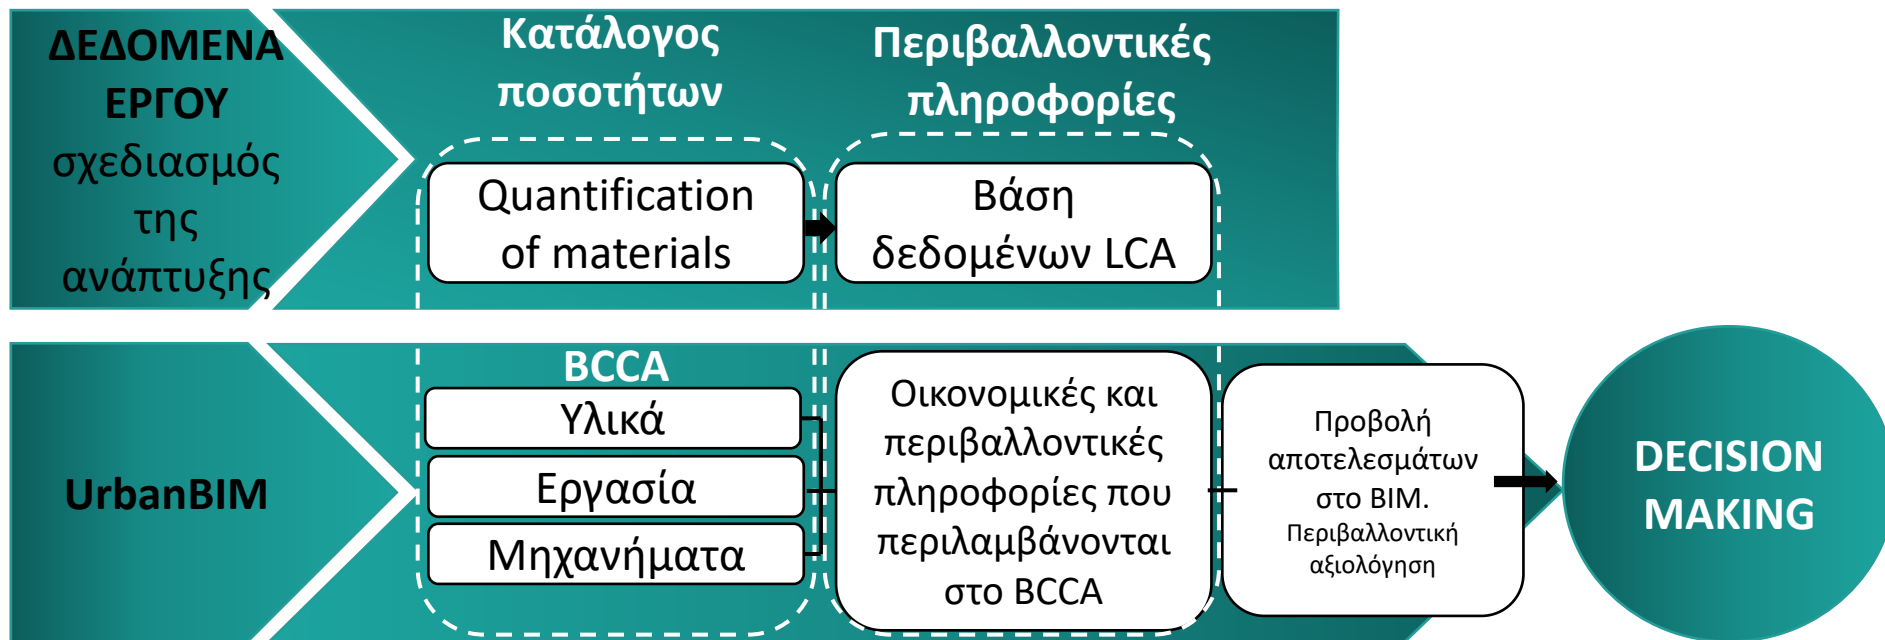 ΔΕΔΟΜΕΝΑ
ΕΡΓΟΥ
σχεδιασμός
της
ανάπτυξης
Κατάλογος
ποσοτήτων
Περιβαλλοντικές
πληροφορίες
Quantification
of materials
Βάση
δεδομένων LCA
UrbanBIM
BCCA
Υλικά
Εργασία
Μηχανήματα
Οικονομικές και
περιβαλλοντικές
πληροφορίες που
περιλαμβάνονται
στο BCCA
Προβολή
αποτελεσμάτων
στο BIM.
Περιβαλλοντική
αξιολόγηση
DECISION
MAKING